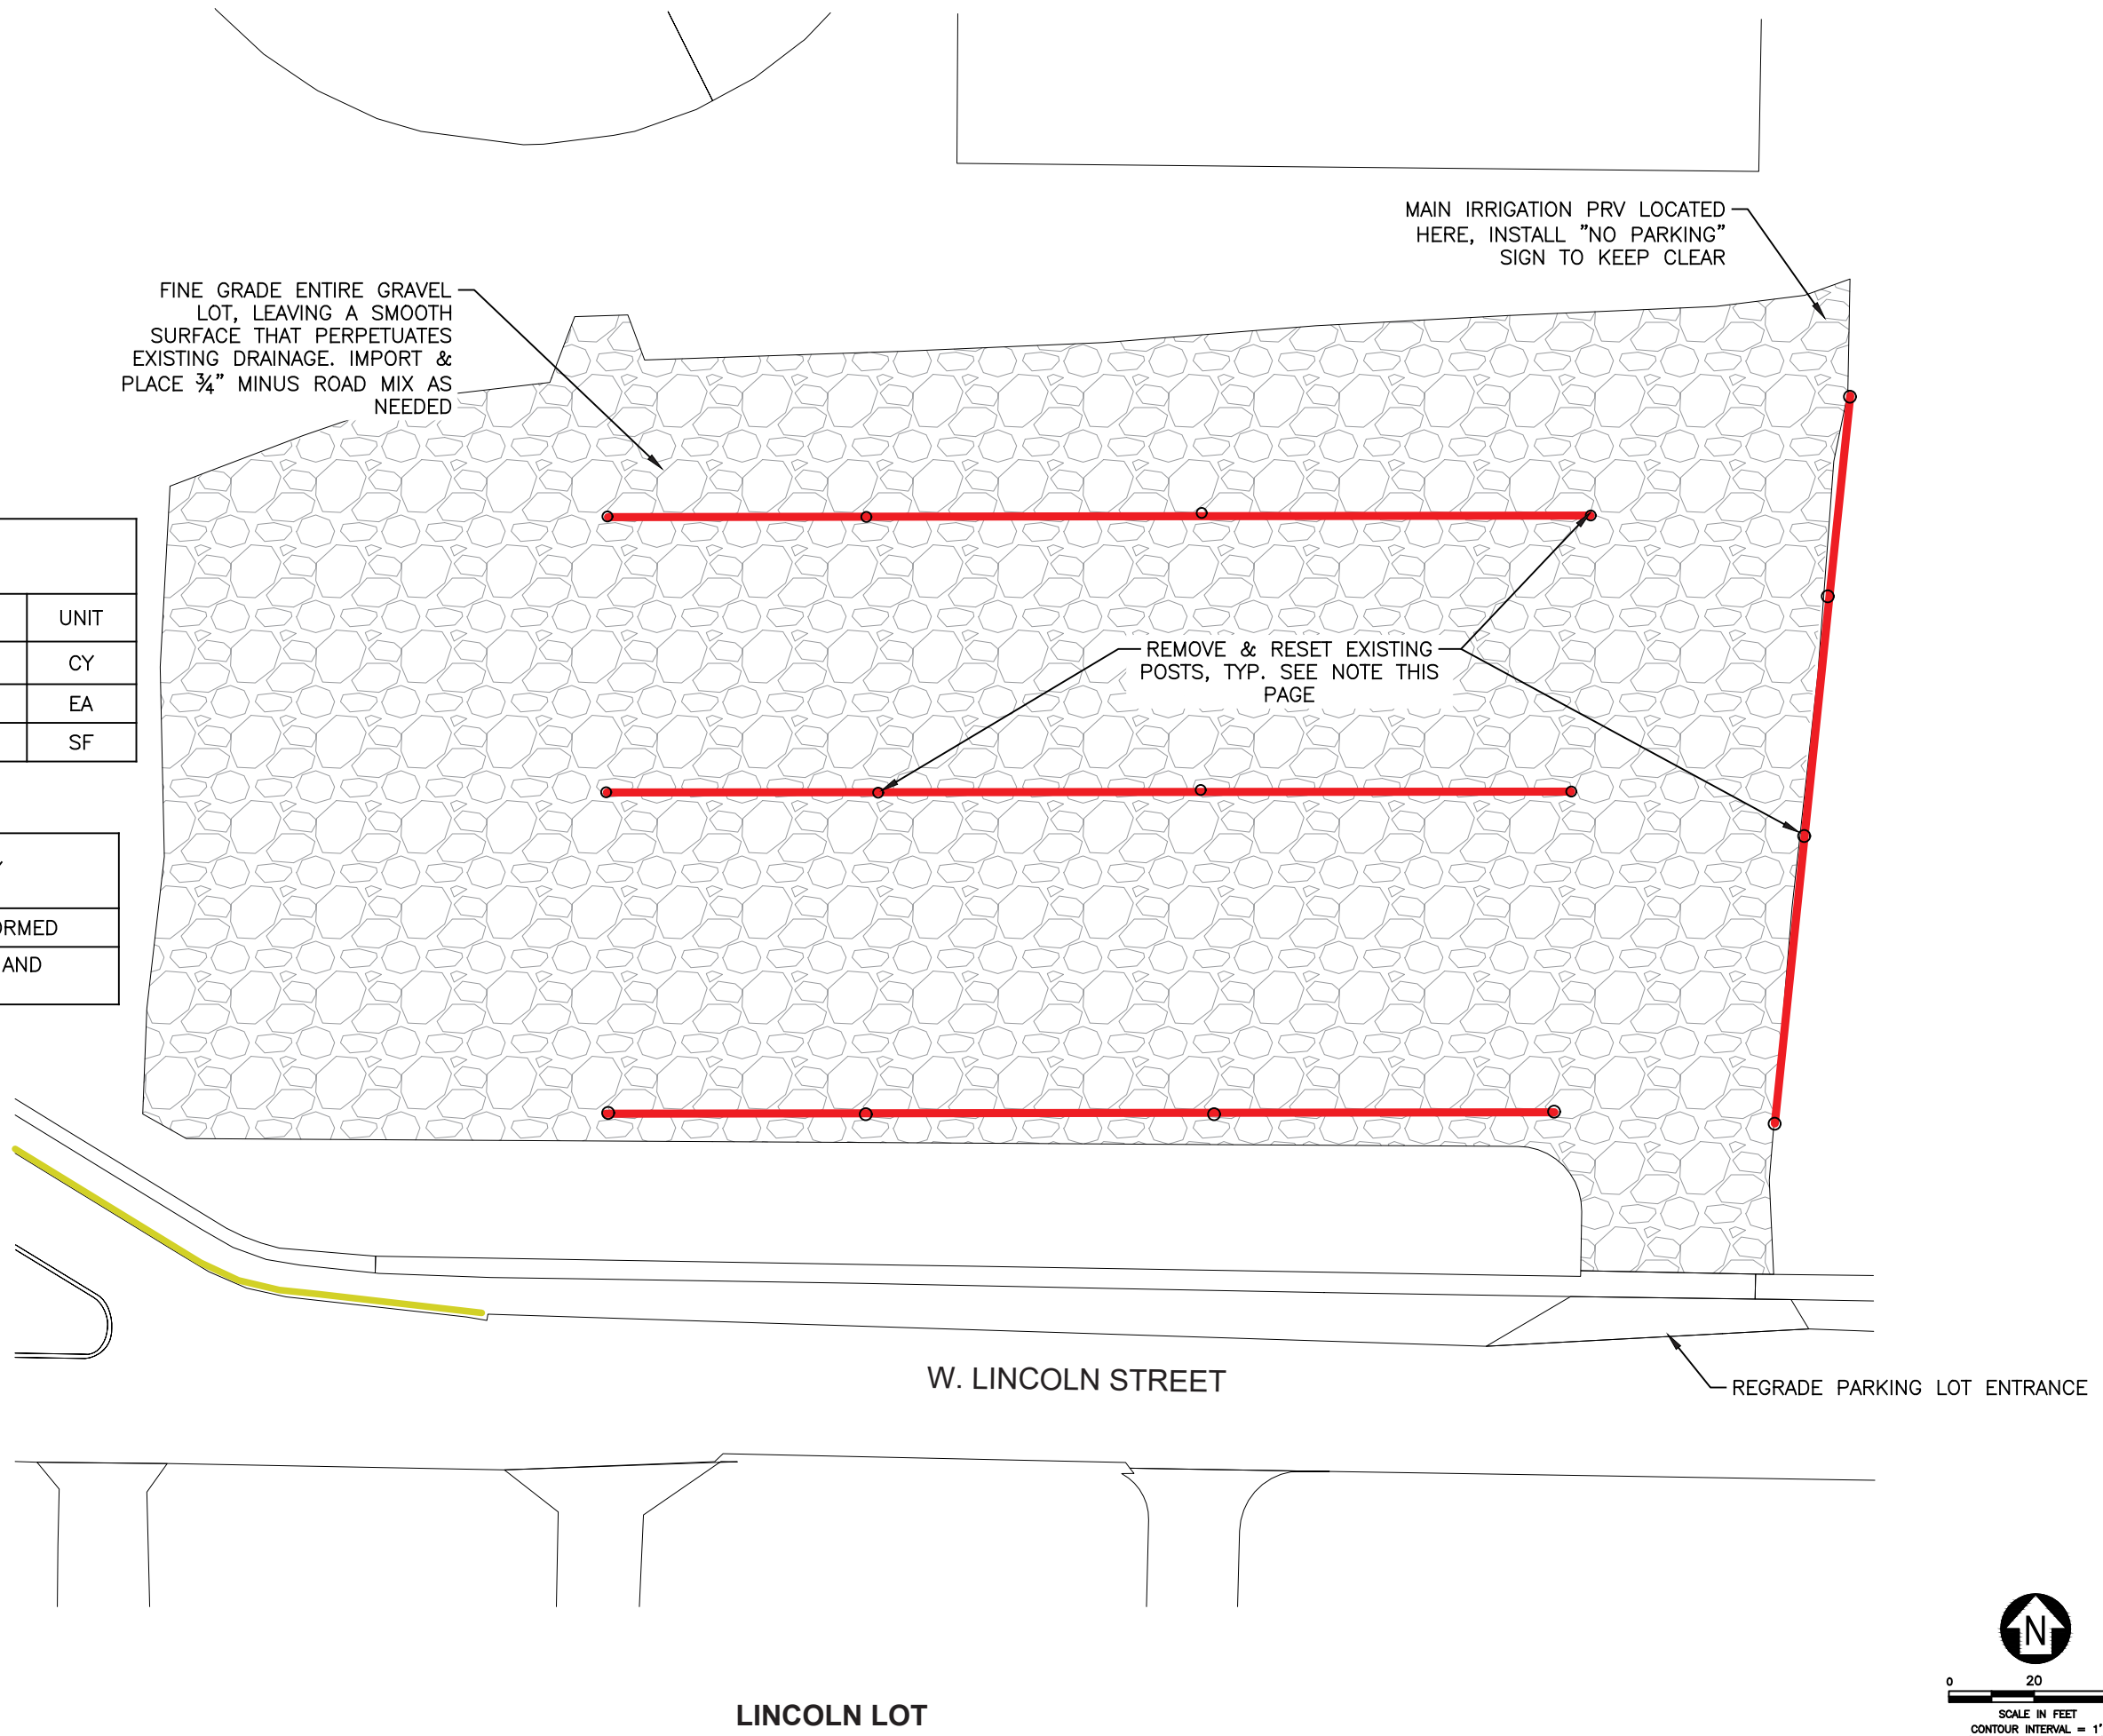 MAIN IRRIGATION PRV LOCATED
HERE, INSTALL "NO PARKING"
SIGN TO KEEP CLEAR
FINE GRADE ENTIRE GRAVEL
LOT, LEAVING A SMOOTH
SURFACE THAT PERPETUATES
EXISTING DRAINAGE. IMPORT &
PLACE ¾" MINUS ROAD MIX AS
NEEDED
UNIT
CY
EA
SF
REMOVE & RESET EXISTING
POSTS, TYP. SEE NOTE THIS
PAGE
ORMED
AND
W. LINCOLN STREET
REGRADE PARKING LOT ENTRANCE
N
0 20
SCALE IN FEET
CONTOUR INTERVAL = 1'
LINCOLN LOT